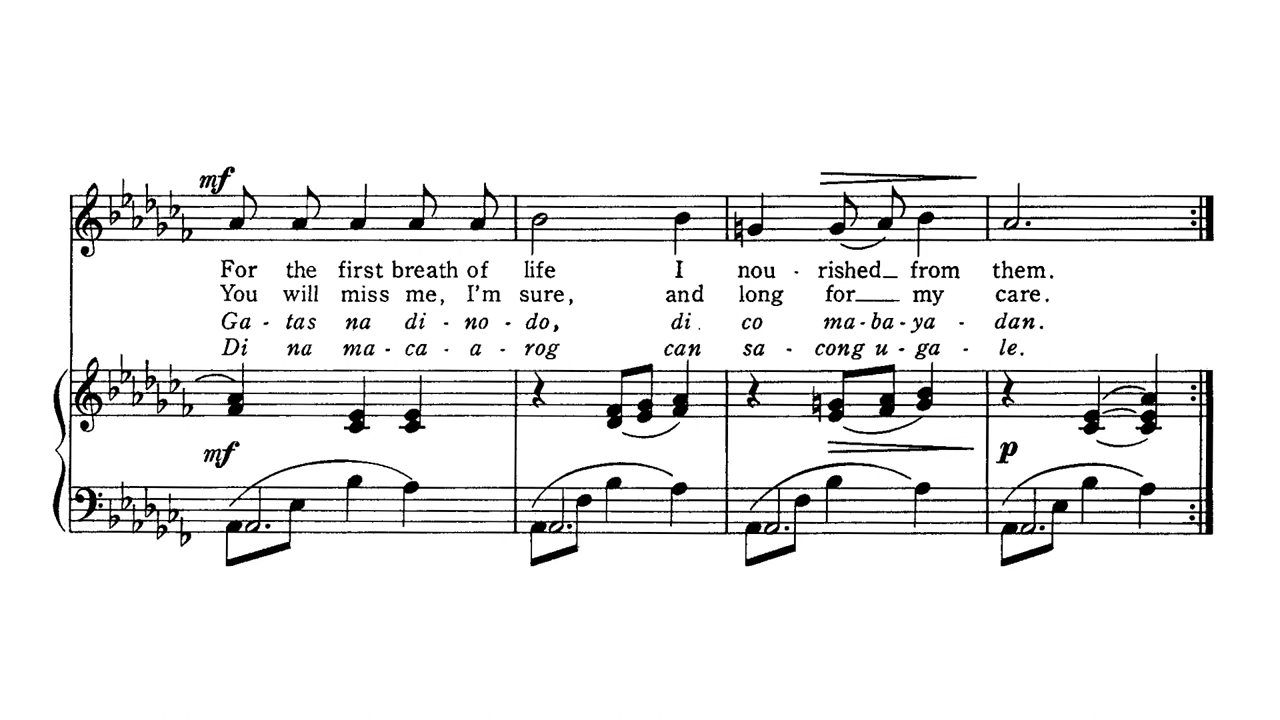 mf
For the first breath of life I nou - rished_ from them.
You will miss me, I'm sure, and long for__ my care.
Ga - tas na di - no - do, di. co ma-ba-ya - dan.
Di na ma - ca - a - rog can sa - cong u - ga - le.
mf
p